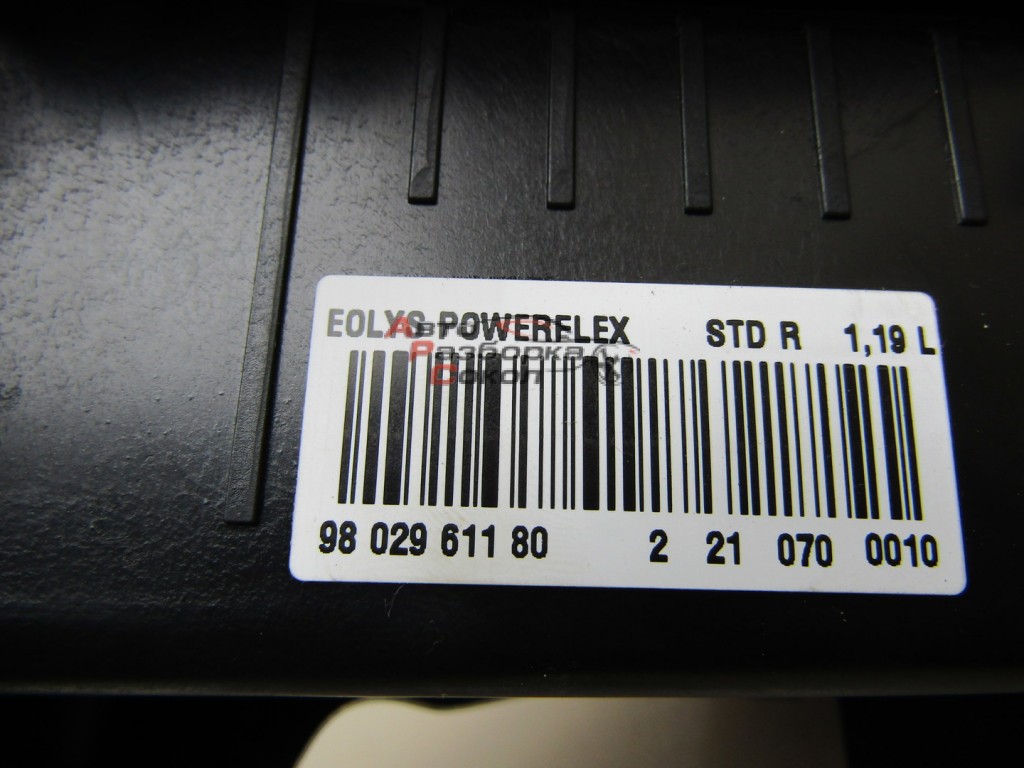 EOLYS POWERFLEX STD R 1,19 L
Авто
Разборка
Сокол
98 029 611 80 2 21 070 0010